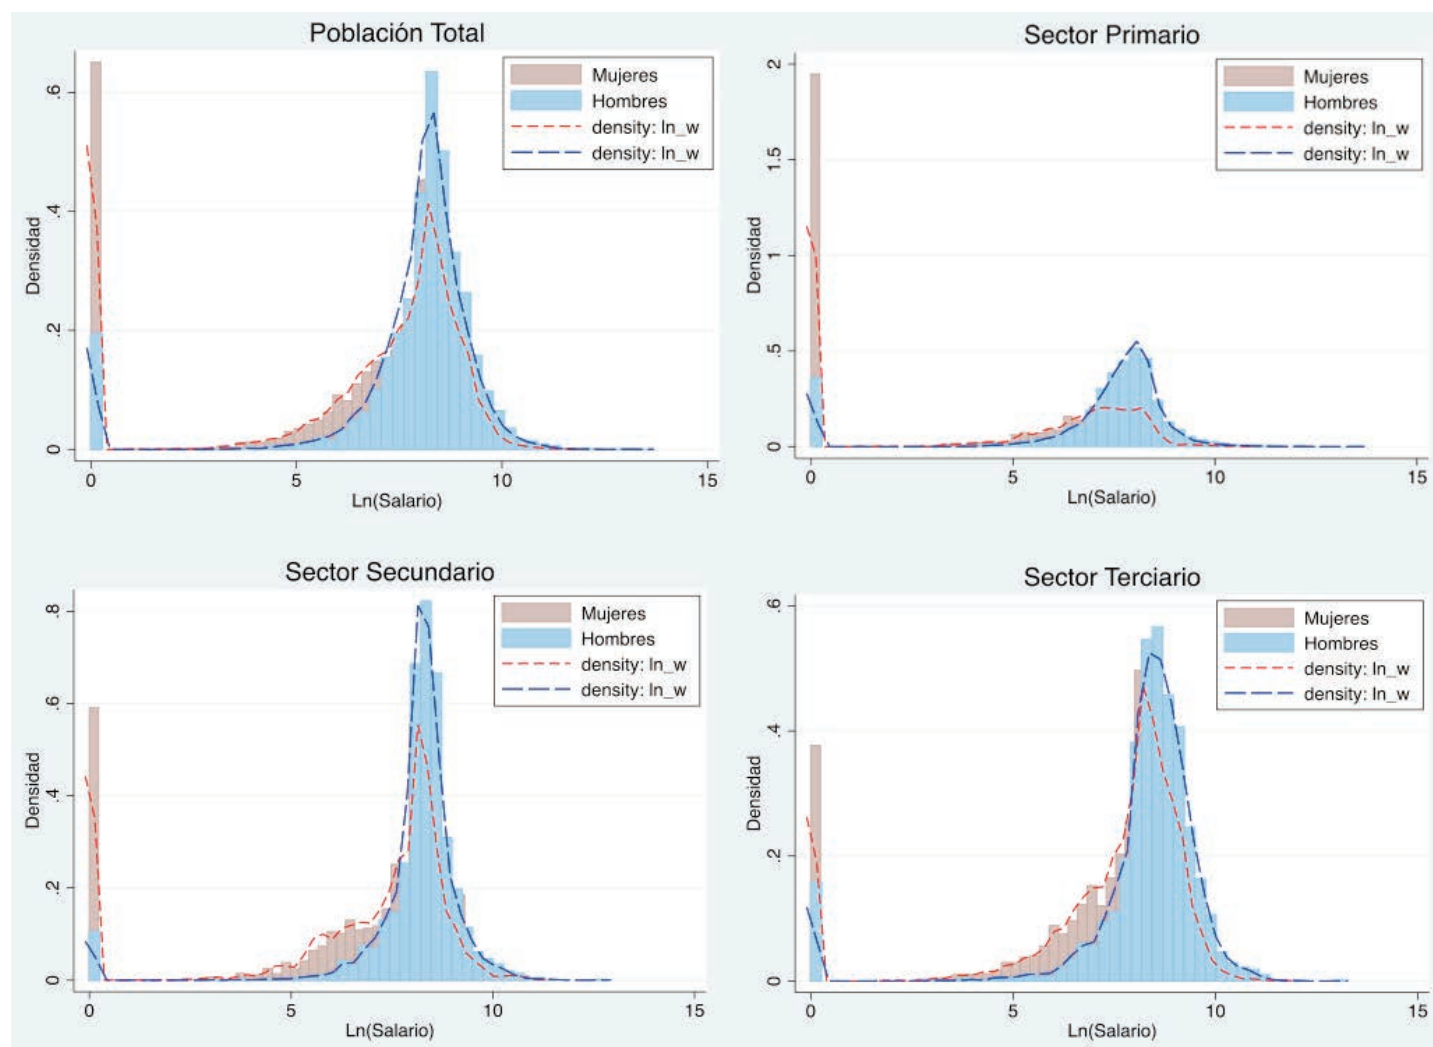 Población Total
Mujeres
Hombres
density: ln_w
density: ln_w
Densidad
0
.2
.4
.6
0
5
10
15
Ln(Salario)
Sector Primario
Mujeres
Hombres
density: ln_w
density: ln_w
Densidad
0
.5
1
1.5
2
0
5
10
15
Ln(Salario)
Sector Secundario
Mujeres
Hombres
density: ln_w
density: ln_w
Densidad
0
.2
.4
.6
.8
0
5
10
15
Ln(Salario)
Sector Terciario
Mujeres
Hombres
density: ln_w
density: ln_w
Densidad
0
.2
.4
.6
0
5
10
15
Ln(Salario)